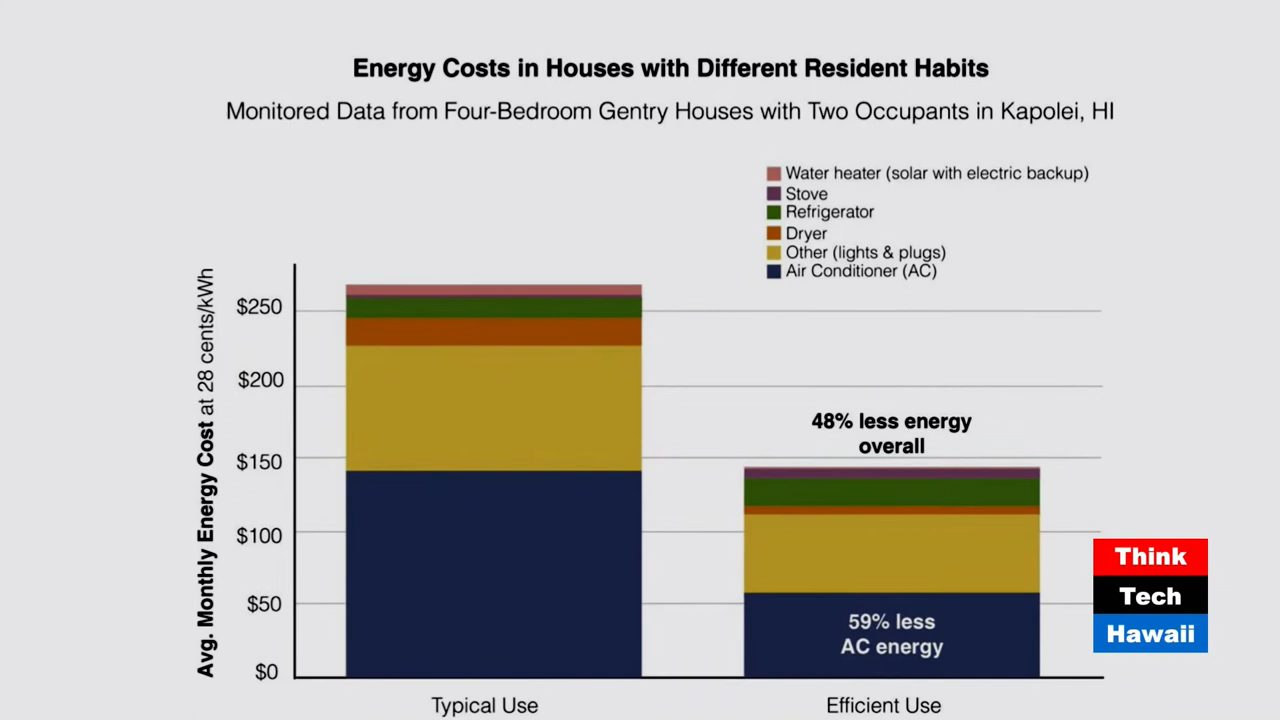 Energy Costs in Houses with Different Resident Habits
Monitored Data from Four-Bedroom Gentry Houses with Two Occupants in Kapolei, HI
Water heater (solar with electric backup)
Stove
Refrigerator
Dryer
Other (lights & plugs)
Air Conditioner (AC)
Avg. Monthly Energy Cost at 28 cents/kWh
$250
$200
$150
$100
$50
$0
48% less energy
overall
59% less
AC energy
Typical Use
Efficient Use
Think
Tech
Hawaii